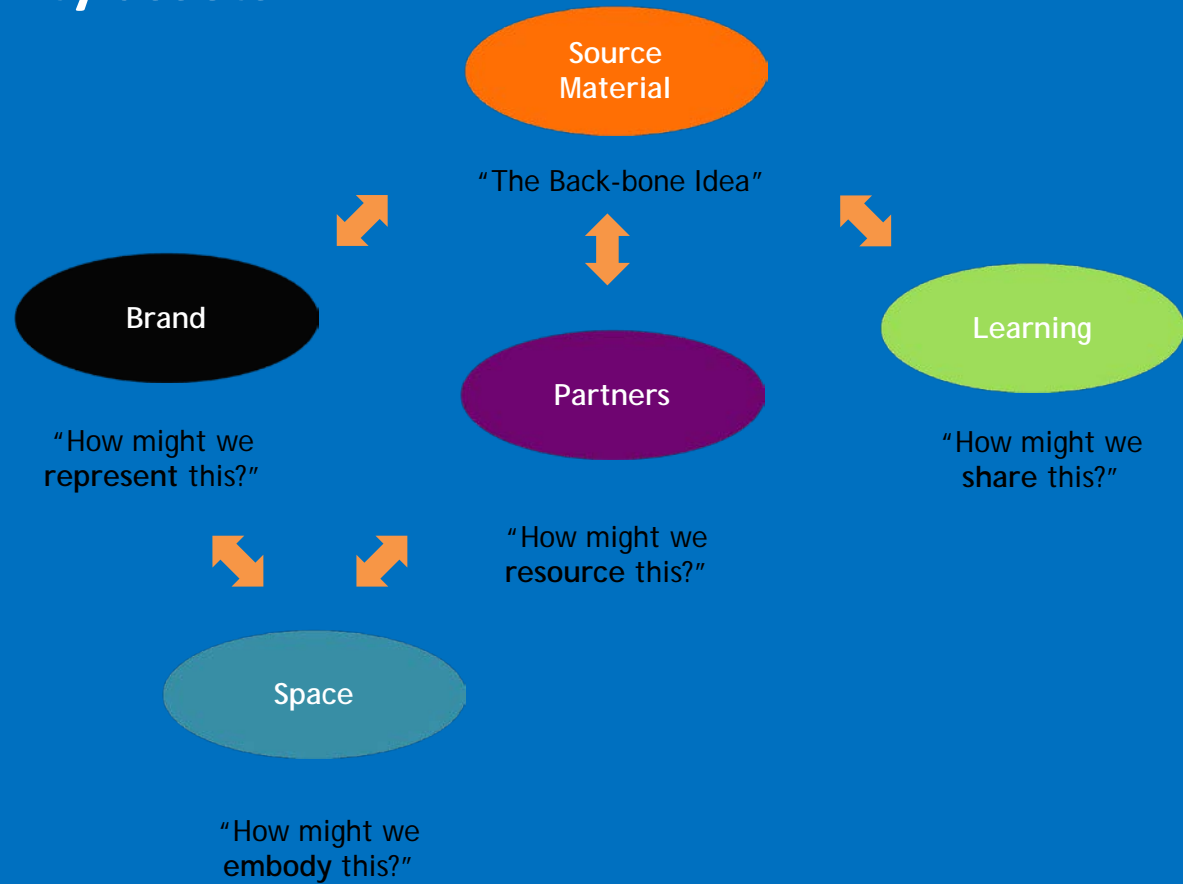 Source
Material
“The Back-bone Idea”
Brand
Learning
Partners
“How might we
represent this?”
“How might we
share this?”
“How might we
resource this?”
Space
“How might we
embody this?”